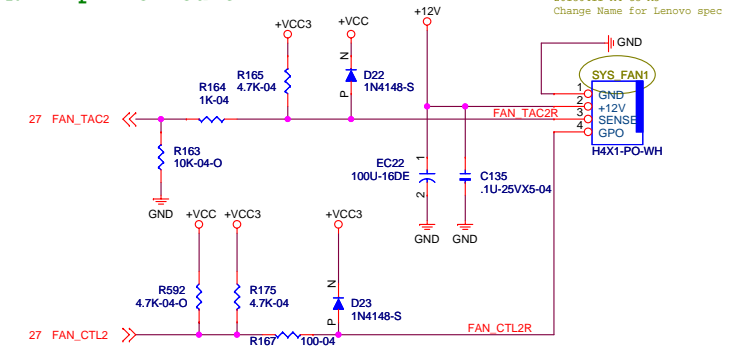 Change Name for Lenovo spec
+12V
+VCC3
+VCC
GND
SYS_FAN1
R165
4.7K-04
N
D22
1N4148-S
P
R164
1K-04
1
GND
2
+12V
3
SENSE
4
GPO
27 FAN_TAC2
FAN_TAC2R
H4X1-PO-WH
R163
10K-04-O
GND
EC22
100U-16DE
1
2
C135
.1U-25VX5-04
GND
GND
+VCC
+VCC3
+VCC3
R592
4.7K-04-O
R175
4.7K-04
N
D23
1N4148-S
P
27 FAN_CTL2
R167
100-04
FAN_CTL2R